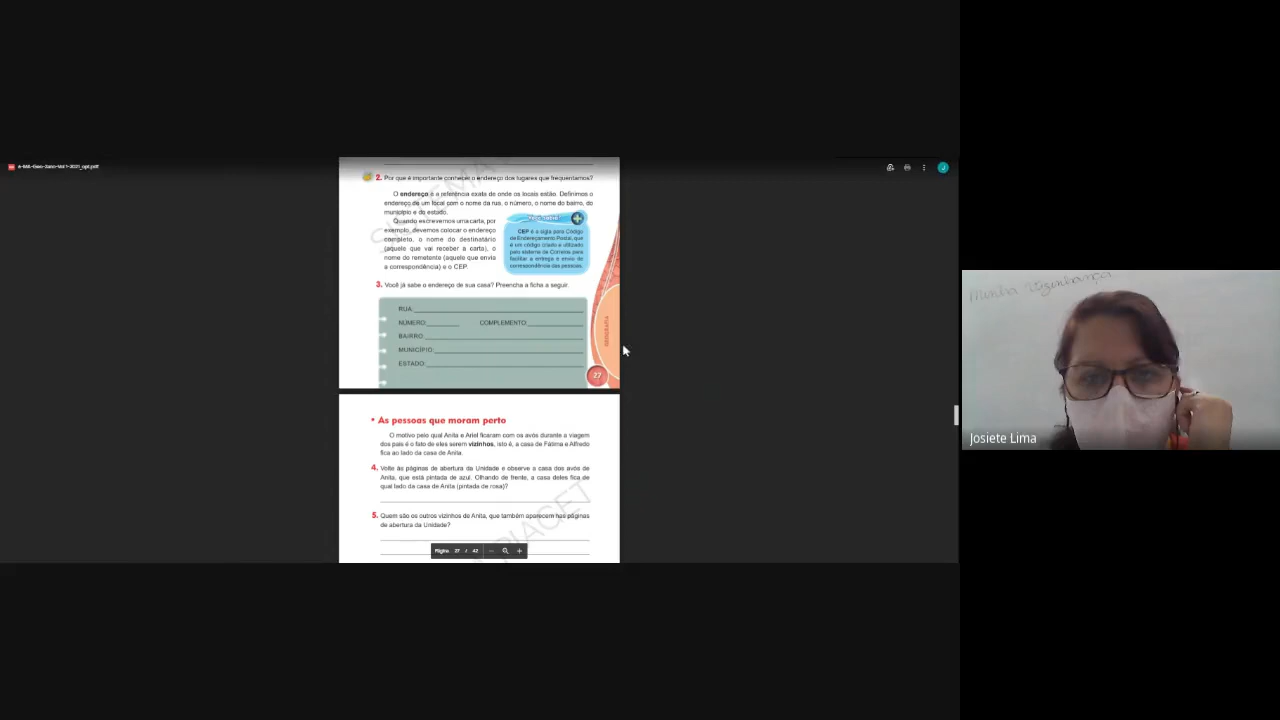 2. Por que é importante conhecer o endereço dos lugares que frequentamos?
O endereço é a referência exata de onde os locais estão. Definimos o
endereço de um local com o nome da rua, o número, o nome do bairro, do
município e do estado.
Quando escrevemos uma carta, por
exemplo, devemos colocar o endereço
completo, o nome do destinatário
(aquele que vai receber a carta), o
nome do remetente (aquele que envia
a correspondência) e o CEP.
CEP é a sigla para Código
de Endereçamento Postal, que
é um código criado e utilizado
pelo sistema de Correios para
facilitar a entrega e envio de
correspondência das pessoas.
3. Você já sabe o endereço de sua casa? Preencha a ficha a seguir.
RUA:
NÚMERO: COMPLEMENTO:
BAIRRO:
MUNICÍPIO:
ESTADO:
GEOGRAFIA
27
• As pessoas que moram perto
O motivo pelo qual Anita e Ariel ficaram com os avós durante a viagem
dos pais é o fato de eles serem vizinhos, isto é, a casa de Fátima e Alfredo
fica ao lado da casa de Anita.
4. Volte às páginas de abertura da Unidade e observe a casa dos avós de
Anita, que está pintada de azul. Olhando de frente, a casa deles fica de
qual lado da casa de Anita (pintada de rosa)?
5. Quem são os outros vizinhos de Anita, que também aparecem nas páginas
de abertura da Unidade?
PIAGET
Página 27 / 42
J
Minha vizinhança
Josiete Lima